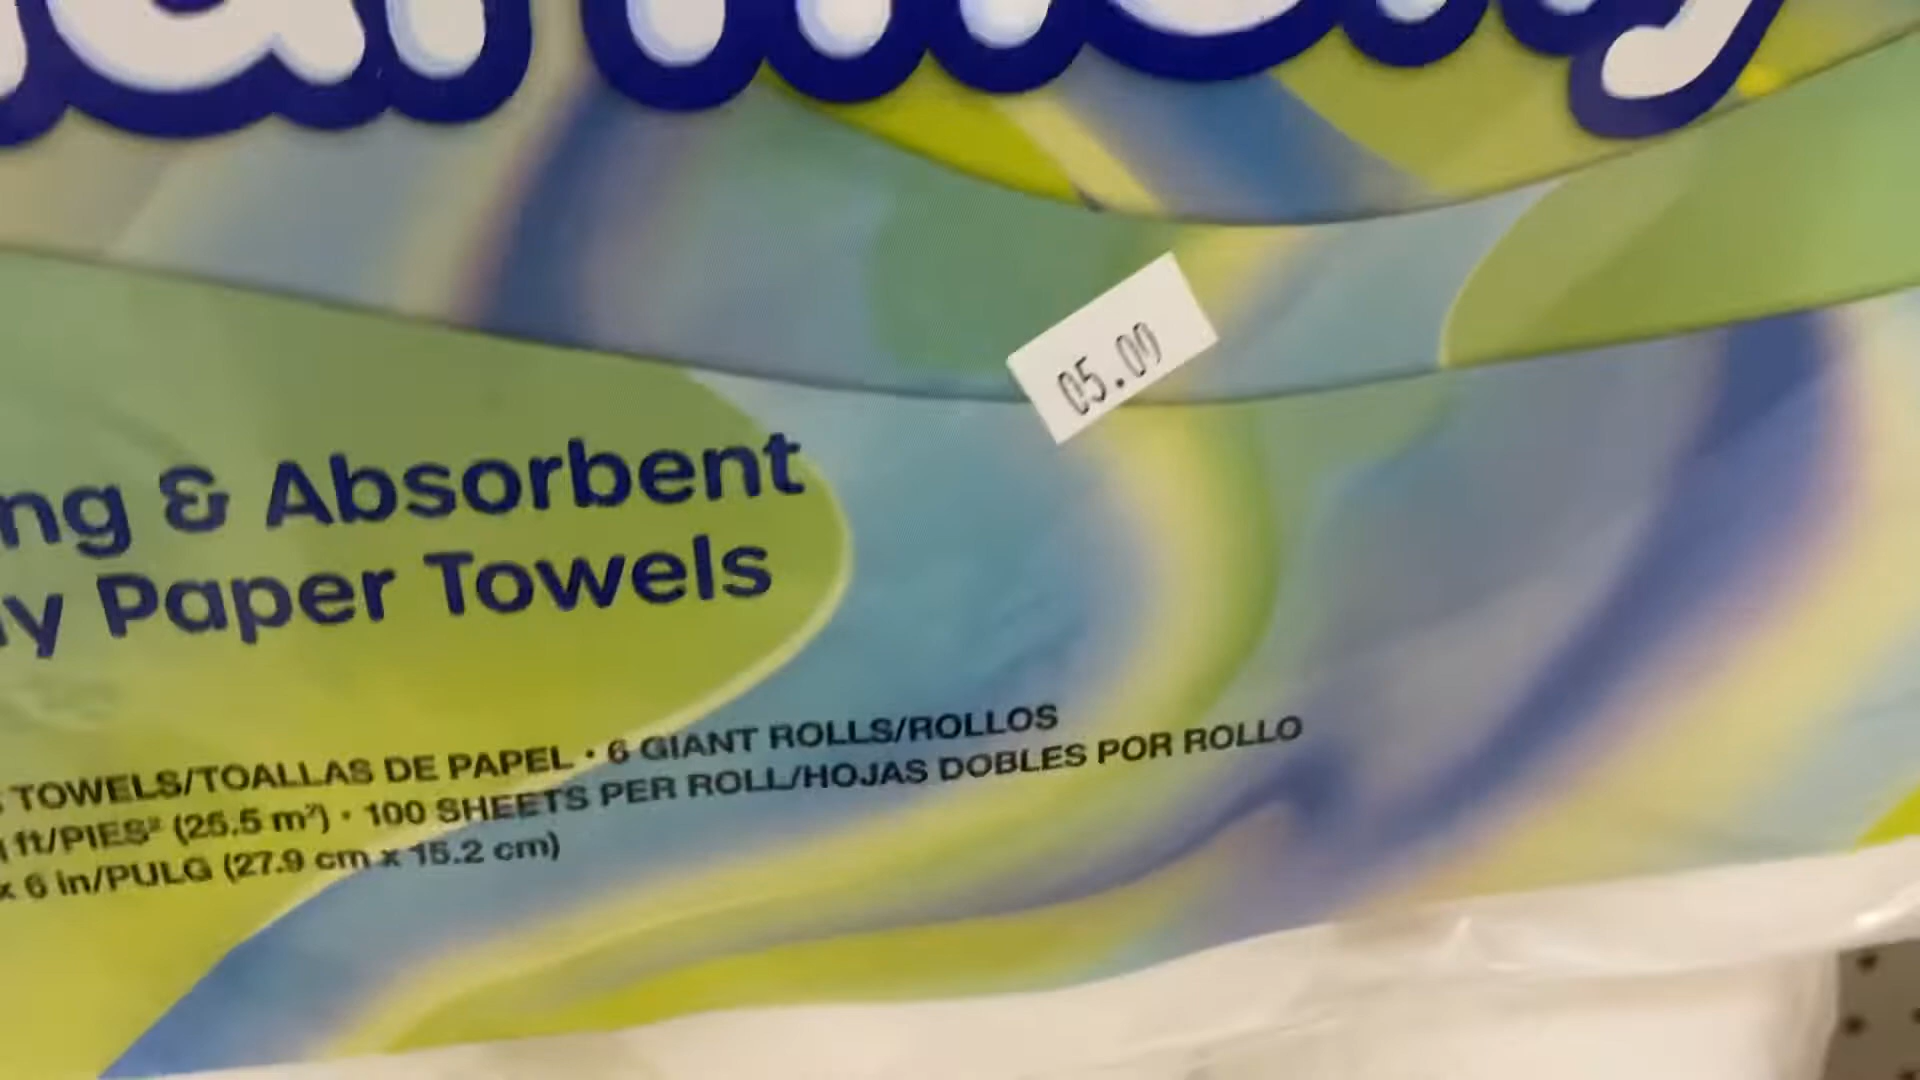 05.00
ng & Absorbent
y Paper Towels
TOWELS/TOALLAS DE PAPEL • 6 GIANT ROLLS/ROLLOS
ft/PIES² (25.5 m²) • 100 SHEETS PER ROLL/HOJAS DOBLES POR ROLLO
x 6 in/PULG (27.9 cm x 15.2 cm)